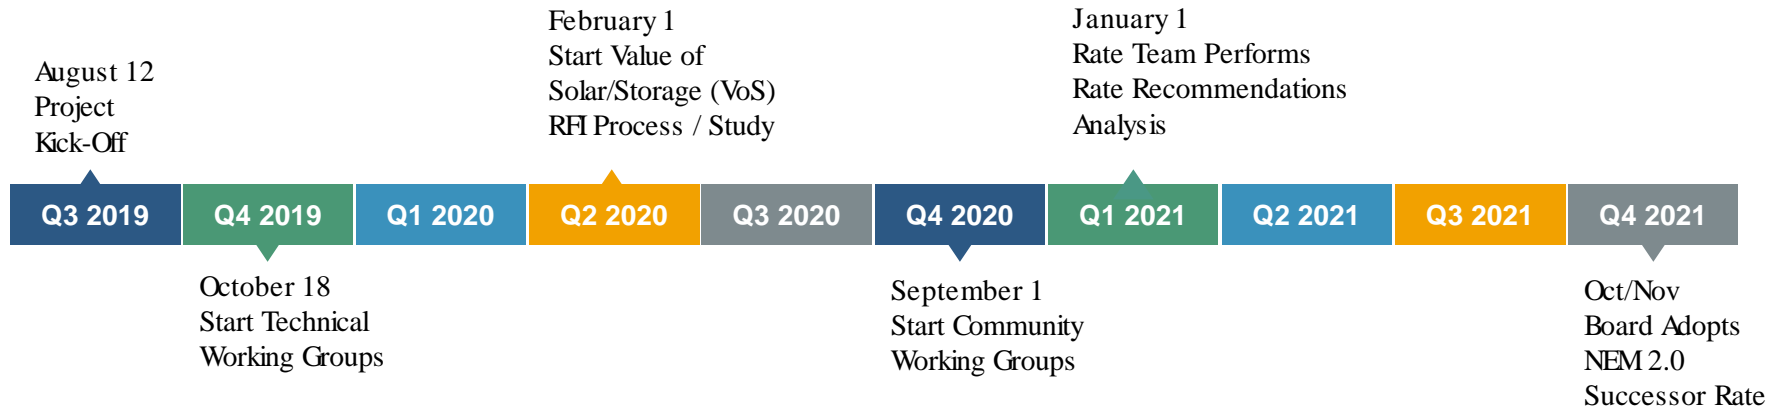 August 12
Project
Kick-Off
February 1
Start Value of
Solar/Storage (VoS)
RFI Process / Study
January 1
Rate Team Performs
Rate Recommendations
Analysis
Q3 2019
Q4 2019
Q1 2020
Q2 2020
Q3 2020
Q4 2020
Q1 2021
Q2 2021
Q3 2021
Q4 2021
October 18
Start Technical
Working Groups
September 1
Start Community
Working Groups
Oct/Nov
Board Adopts
NEM 2.0
Successor Rate